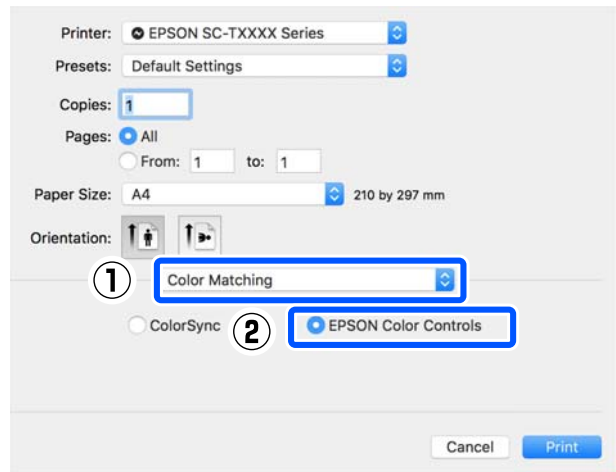 Printer: EPSON SC-TXXXX Series
Presets: Default Settings
Copies: 1
Pages: All
From: 1 to: 1
Paper Size: A4 210 by 297 mm
Orientation:
① Color Matching
ColorSync ② EPSON Color Controls
Cancel Print